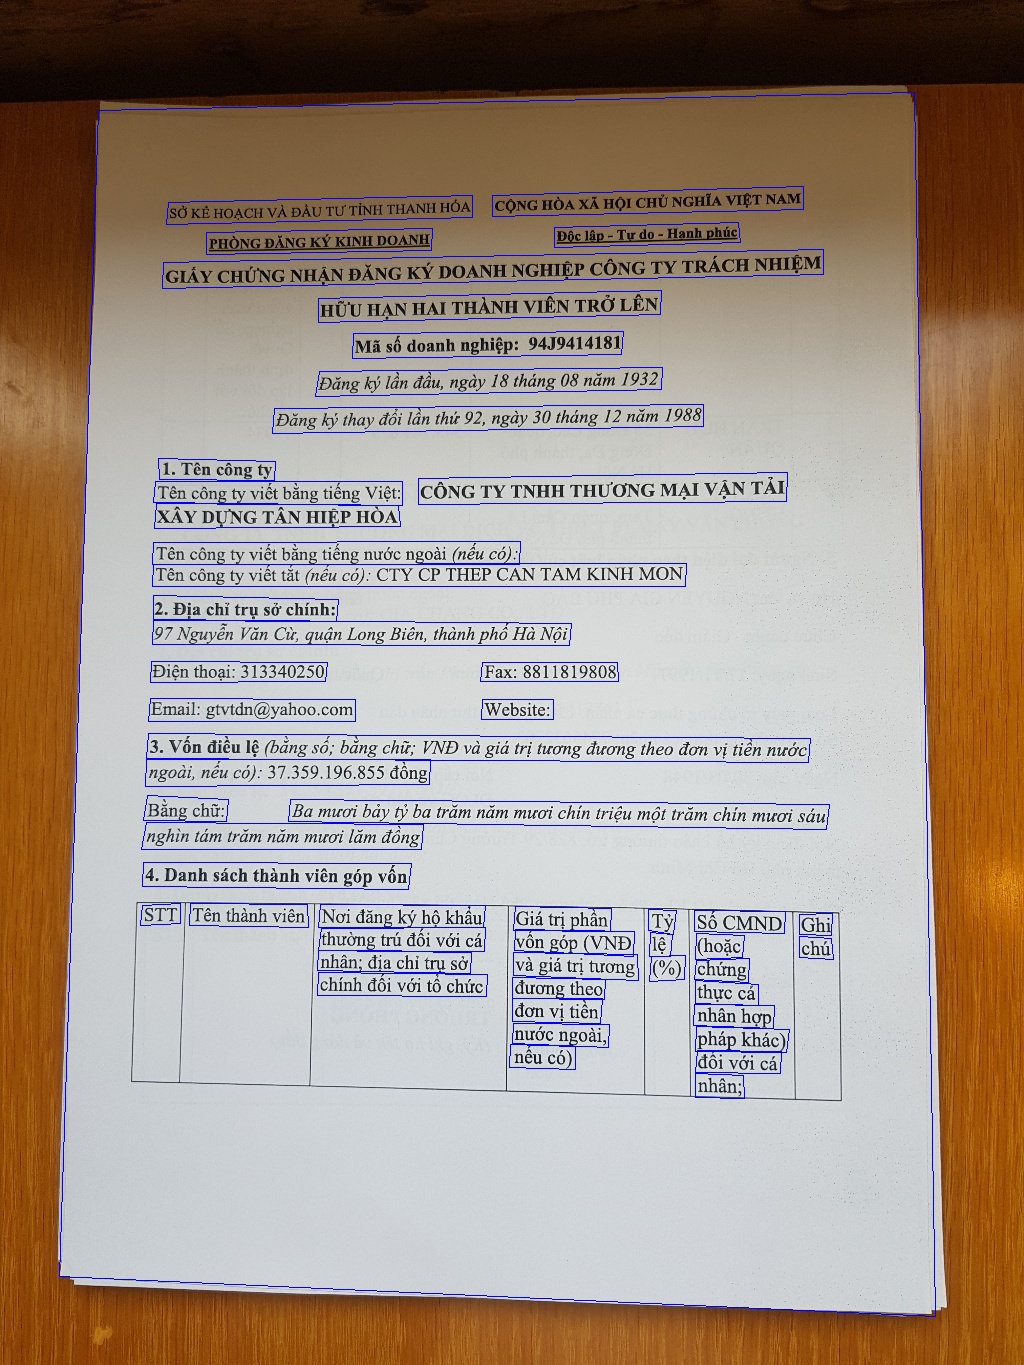 SỞ KẾ HOẠCH VÀ ĐẦU TƯ TỈNH THANH HÓA
CỘNG HÒA XÃ HỘI CHỦ NGHĨA VIỆT NAM
PHÒNG ĐĂNG KÝ KINH DOANH
Độc lập - Tự do - Hạnh phúc
GIẤY CHỨNG NHẬN ĐĂNG KÝ DOANH NGHIỆP CÔNG TY TRÁCH NHIỆM
HỮU HẠN HAI THÀNH VIÊN TRỞ LÊN
Mã số doanh nghiệp: 94J9414181
Đăng ký lần đầu, ngày 18 tháng 08 năm 1932
Đăng ký thay đổi lần thứ 92, ngày 30 tháng 12 năm 1988
1. Tên công ty
Tên công ty viết bằng tiếng Việt: CÔNG TY TNHH THƯƠNG MẠI VẬN TẢI
XÂY DỰNG TÂN HIỆP HÒA
Tên công ty viết bằng tiếng nước ngoài (nếu có):
Tên công ty viết tắt (nếu có): CTY CP THEP CAN TAM KINH MON
2. Địa chỉ trụ sở chính:
97 Nguyễn Văn Cừ, quận Long Biên, thành phố Hà Nội
Điện thoại: 313340250 Fax: 8811819808
Email: gtvtdn@yahoo.com Website:
3. Vốn điều lệ (bằng số; bằng chữ; VNĐ và giá trị tương đương theo đơn vị tiền nước
ngoài, nếu có): 37.359.196.855 đồng
Bằng chữ: Ba mươi bảy tỷ ba trăm năm mươi chín triệu một trăm chín mươi sáu
nghìn tám trăm năm mươi lăm đồng
4. Danh sách thành viên góp vốn
STT
Tên thành viên
Nơi đăng ký hộ khẩu
thường trú đối với cá
nhân; địa chỉ trụ sở
chính đối với tổ chức
Giá trị phần
vốn góp (VNĐ
và giá trị tương
đương theo
đơn vị tiền
nước ngoài,
nếu có)
Tỷ
lệ
(%)
Số CMND
(hoặc
chứng
thực cá
nhân hợp
pháp khác)
đối với cá
nhân;
Ghi
chú